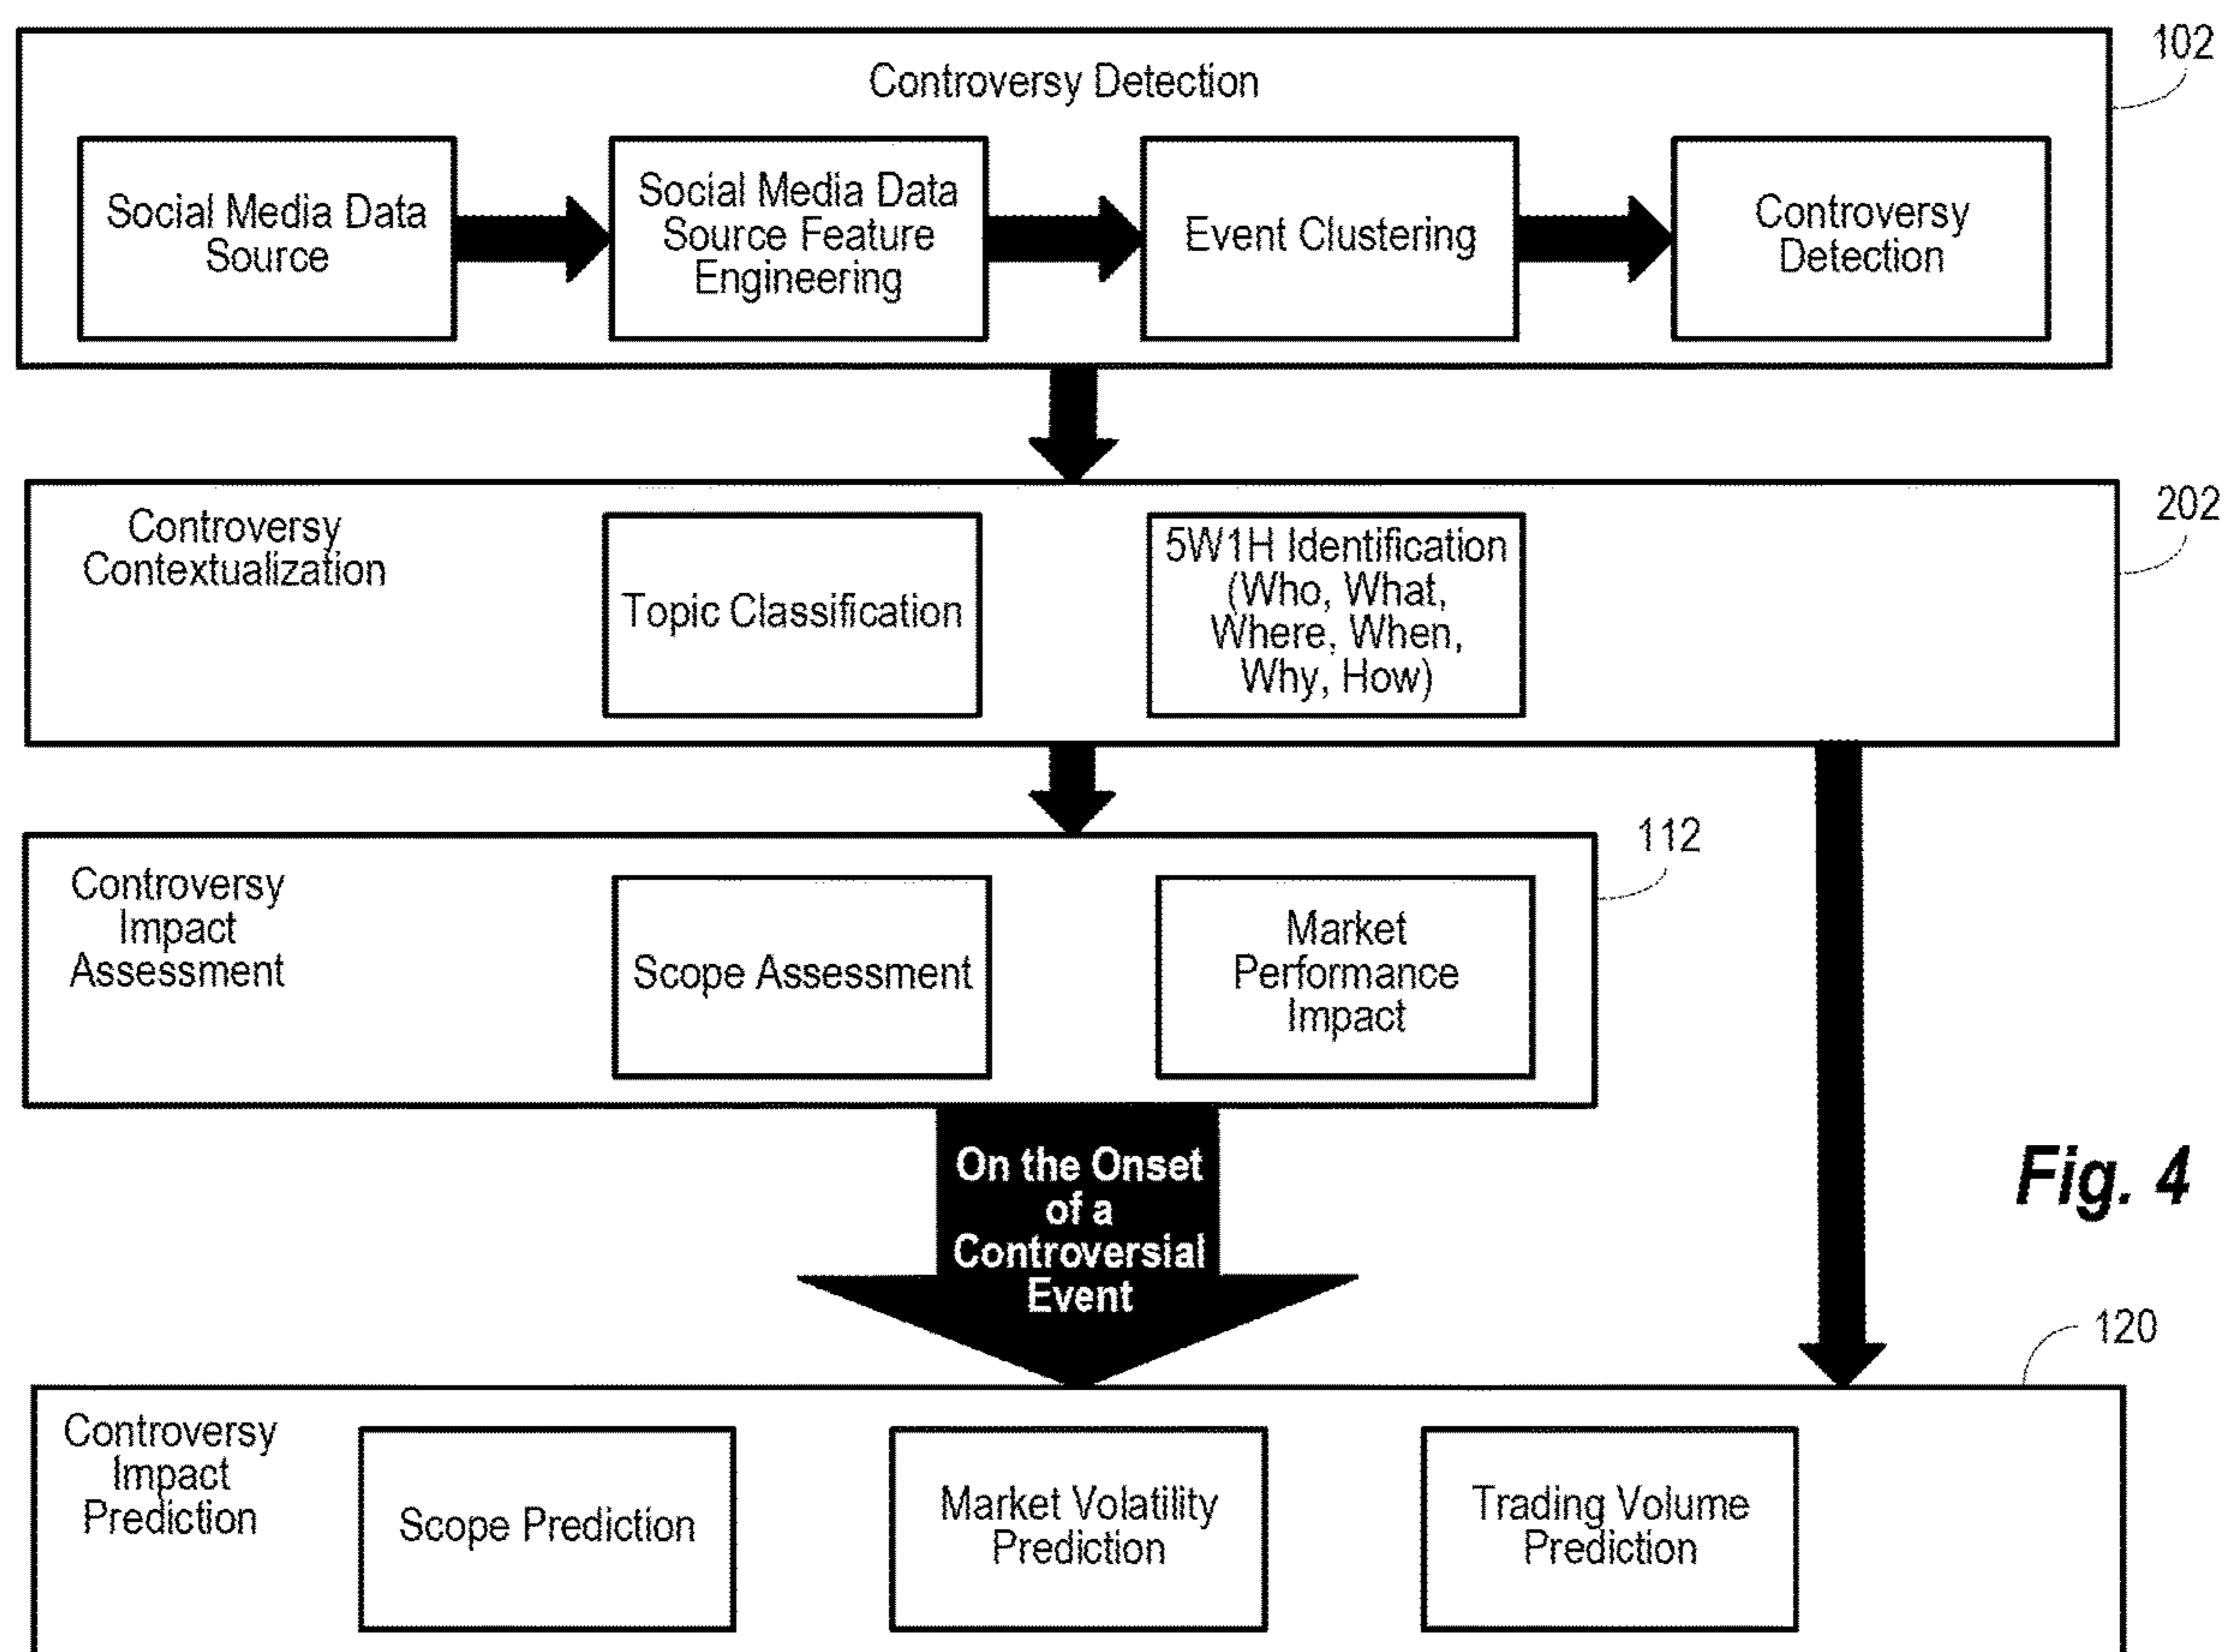 102
Controversy Detection
Social Media Data
Source
Social Media Data
Source Feature
Engineering
Event Clustering
Controversy
Detection
202
Controversy
Contextualization
Topic Classification
5W1H Identification
(Who, What,
Where, When,
Why, How)
112
Controversy
Impact
Assessment
Scope Assessment
Market
Performance
Impact
On the Onset
of a
Controversial
Event
Fig. 4
120
Controversy
Impact
Prediction
Scope Prediction
Market Volatility
Prediction
Trading Volume
Prediction